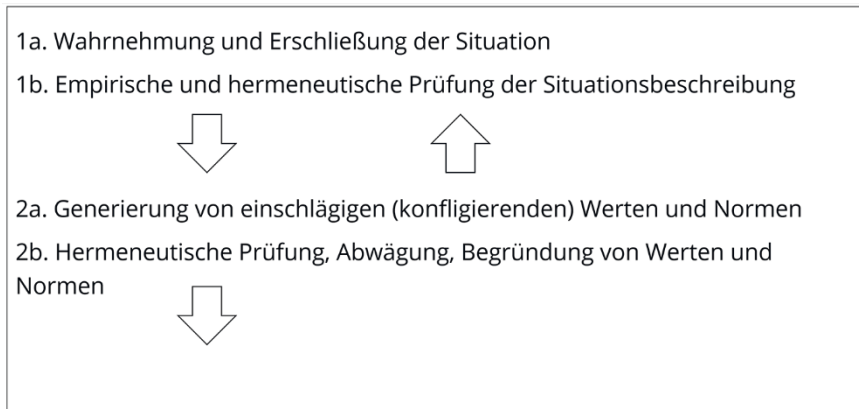 1a. Wahrnehmung und Erschließung der Situation
1b. Empirische und hermeneutische Prüfung der Situationsbeschreibung
2a. Generierung von einschlägigen (konfligierenden) Werten und Normen
2b. Hermeneutische Prüfung, Abwägung, Begründung von Werten und
Normen